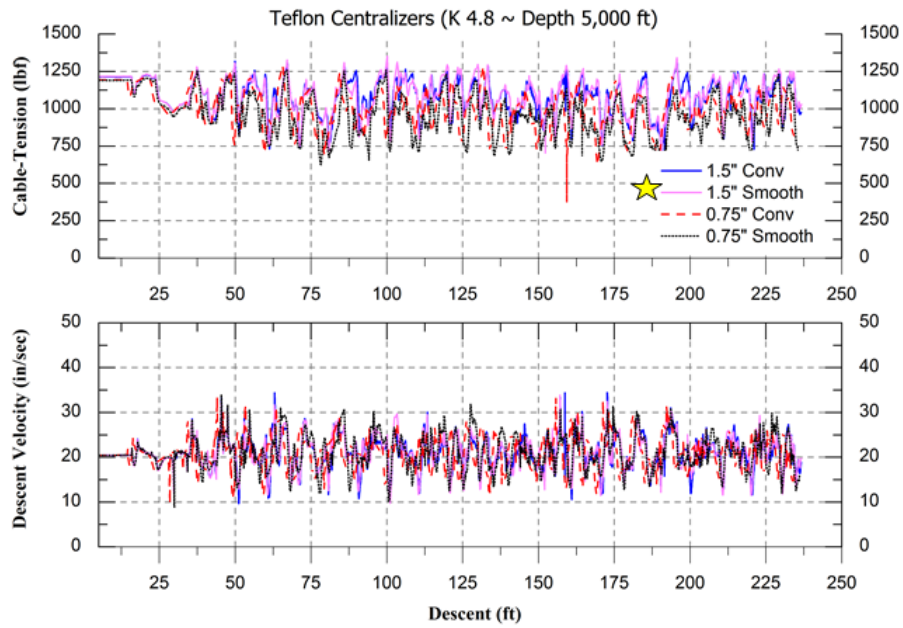 Teflon Centralizers (K 4.8 ~ Depth 5,000 ft)
Cable-Tension (lbf)
1500 1500
1250 1250
1000 1000
750 750
500 500
250 250
0 0
1.5" Conv
1.5" Smooth
0.75" Conv
0.75" Smooth
25 50 75 100 125 150 175 200 225 250
Descent Velocity (in/sec)
50 50
40 40
30 30
20 20
10 10
0 0
25 50 75 100 125 150 175 200 225 250
Descent (ft)